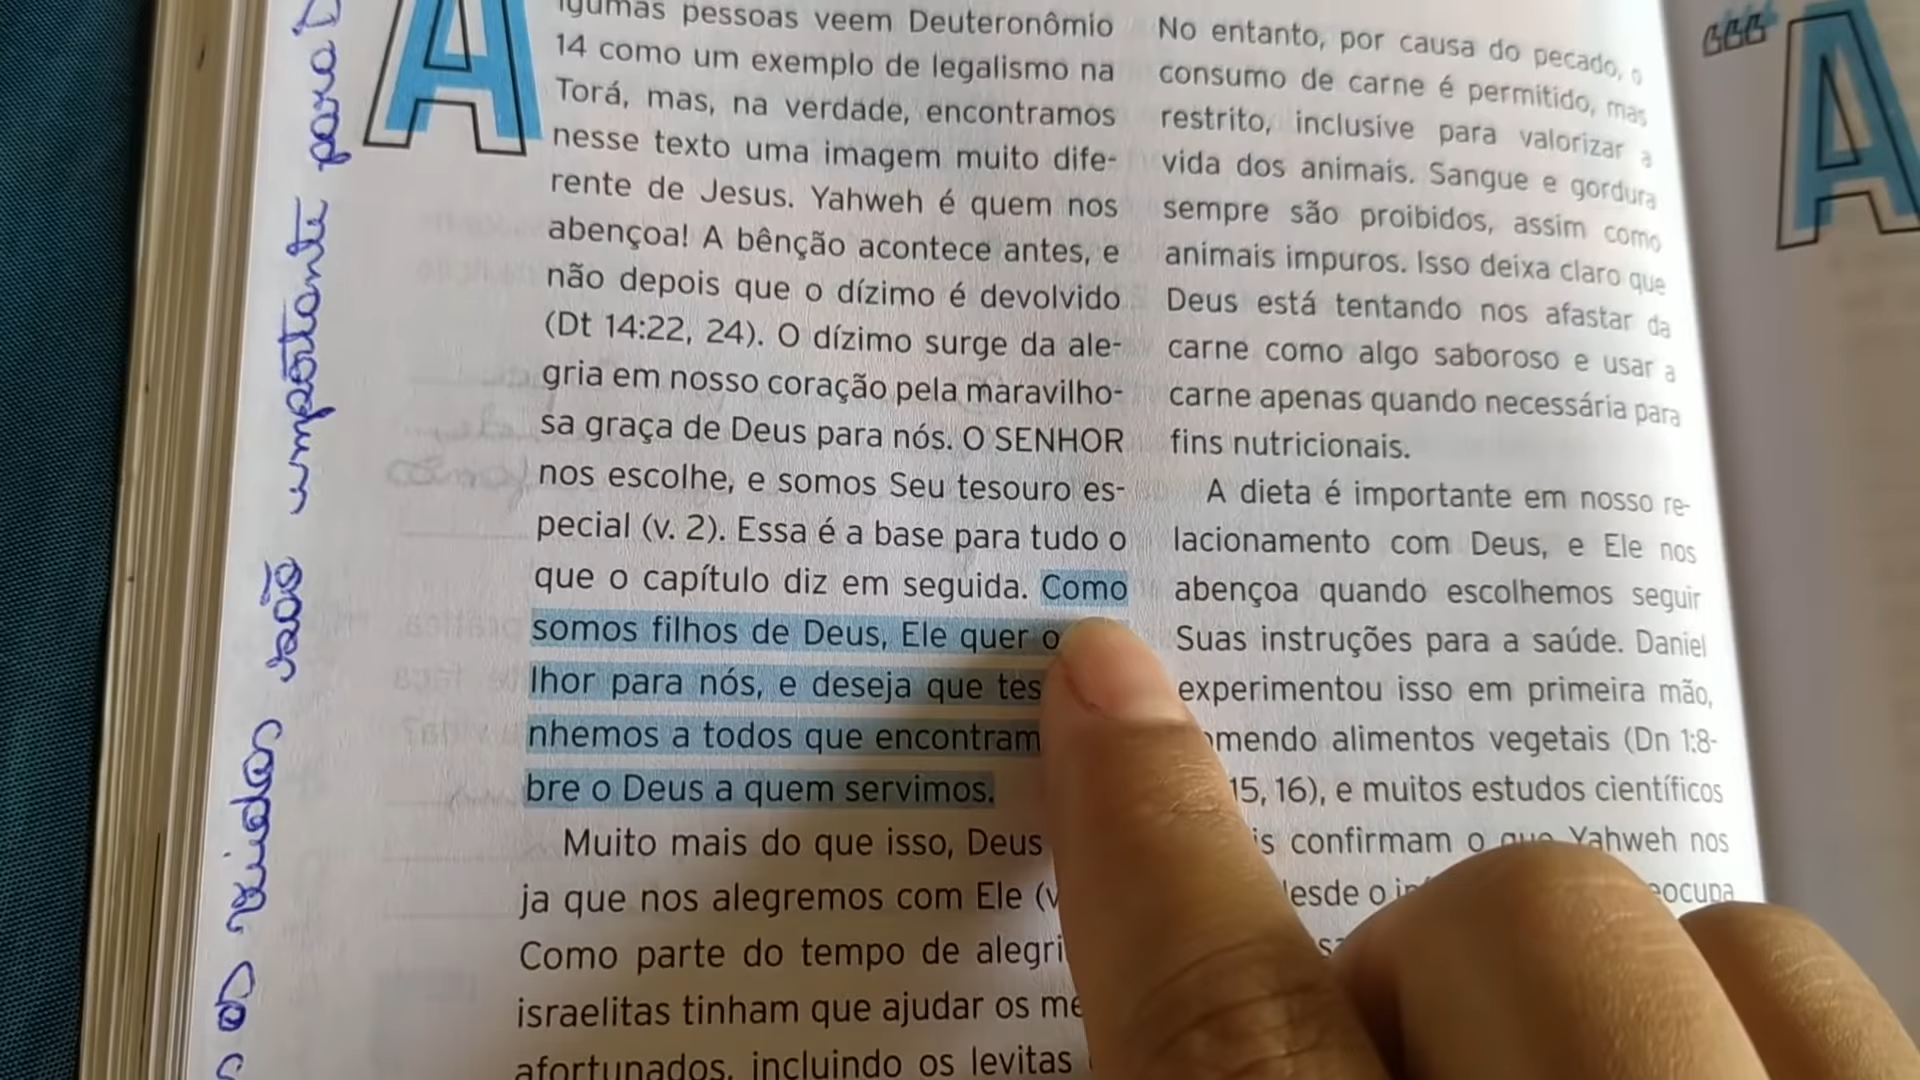 A
lgumas pessoas veem Deuteronômio
14 como um exemplo de legalismo na
Torá, mas, na verdade, encontramos
nesse texto uma imagem muito dife-
rente de Jesus. Yahweh é quem nos
abençoa! A bênção acontece antes, e
não depois que o dízimo é devolvido
(Dt 14:22, 24). O dízimo surge da ale-
gria em nosso coração pela maravilho-
sa graça de Deus para nós. O SENHOR
nos escolhe, e somos Seu tesouro es-
pecial (v. 2). Essa é a base para tudo o
que o capítulo diz em seguida. Como
somos filhos de Deus, Ele quer o
lhor para nós, e deseja que tes
nhemos a todos que encontram
bre o Deus a quem servimos.
Muito mais do que isso, Deus
ja que nos alegremos com Ele (v
Como parte do tempo de alegri
israelitas tinham que ajudar os me
afortunados, incluindo os levitas
No entanto, por causa do pecado, o
consumo de carne é permitido, mas
restrito, inclusive para valorizar a
vida dos animais. Sangue e gordura
sempre são proibidos, assim como
animais impuros. Isso deixa claro que
Deus está tentando nos afastar da
carne como algo saboroso e usar a
carne apenas quando necessária para
fins nutricionais.
A dieta é importante em nosso re-
lacionamento com Deus, e Ele nos
abençoa quando escolhemos seguir
Suas instruções para a saúde. Daniel
experimentou isso em primeira mão,
mendo alimentos vegetais (Dn 1:8-
15, 16), e muitos estudos científicos
is confirmam o que Yahweh nos
desde o
ocupa
vidas são importante para
A